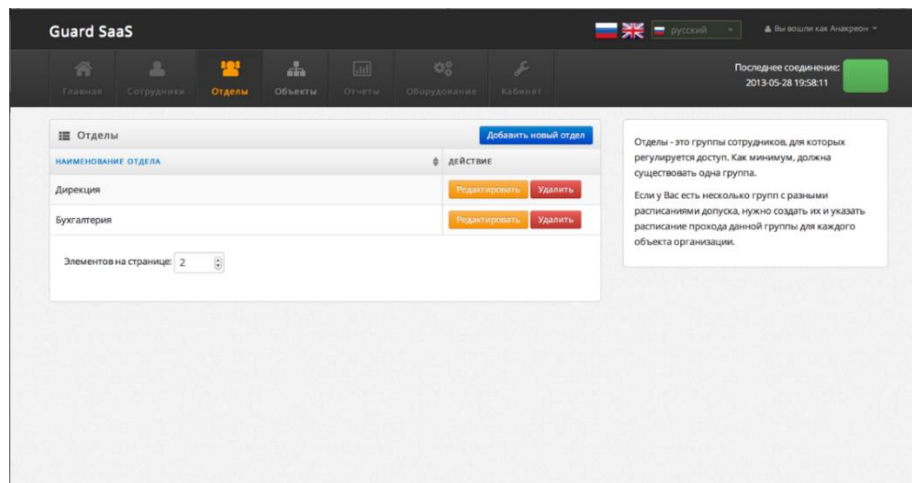 Guard SaaS
русский
Вы вошли как Анакреон
Главная
Сотрудники
Отделы
Объекты
Отчеты
Оборудование
Кабинет
Последнее соединение:
2013-05-28 19:58:11
Отделы
Добавить новый отдел
НАИМЕНОВАНИЕ ОТДЕЛА
ДЕЙСТВИЕ
Дирекция
Редактировать
Удалить
Бухгалтерия
Редактировать
Удалить
Элементов на странице: 2
Отделы - это группы сотрудников, для которых
регулируется доступ. Как минимум, должна
существовать одна группа.
Если у Вас есть несколько групп с разными
расписаниями допуска, нужно создать их и указать
расписание прохода данной группы для каждого
объекта организации.